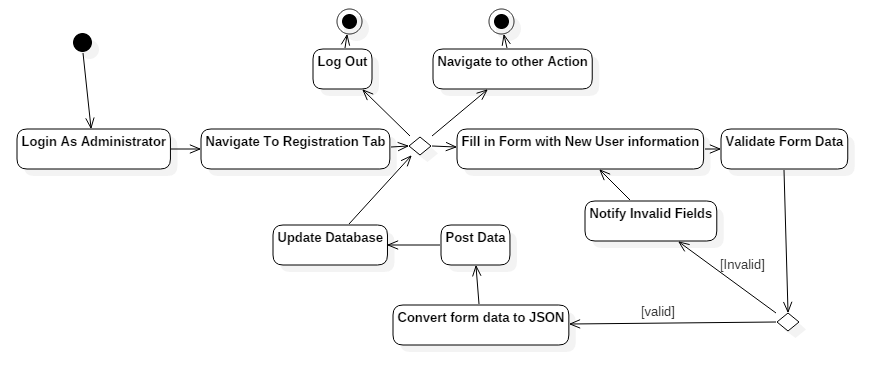 Log Out
Navigate to other Action
Login As Administrator
Navigate To Registration Tab
Fill in Form with New User information
Validate Form Data
Notify Invalid Fields
Update Database
Post Data
[Invalid]
Convert form data to JSON
[valid]